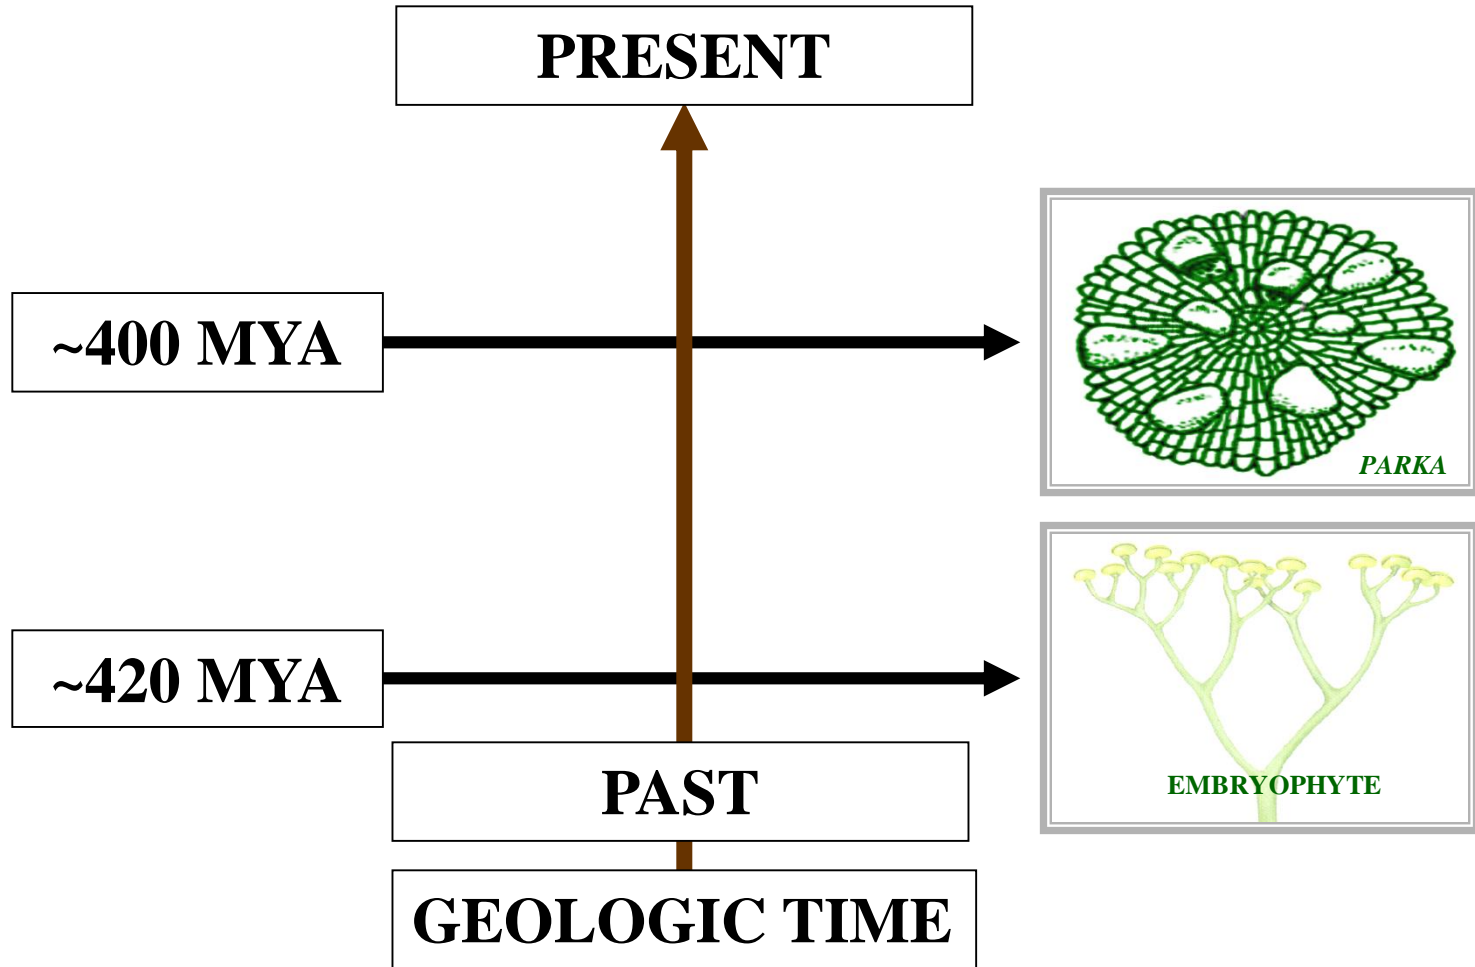 PRESENT
~400 MYA
PARKA
~420 MYA
PAST
EMBRYOPHYTE
GEOLOGIC TIME